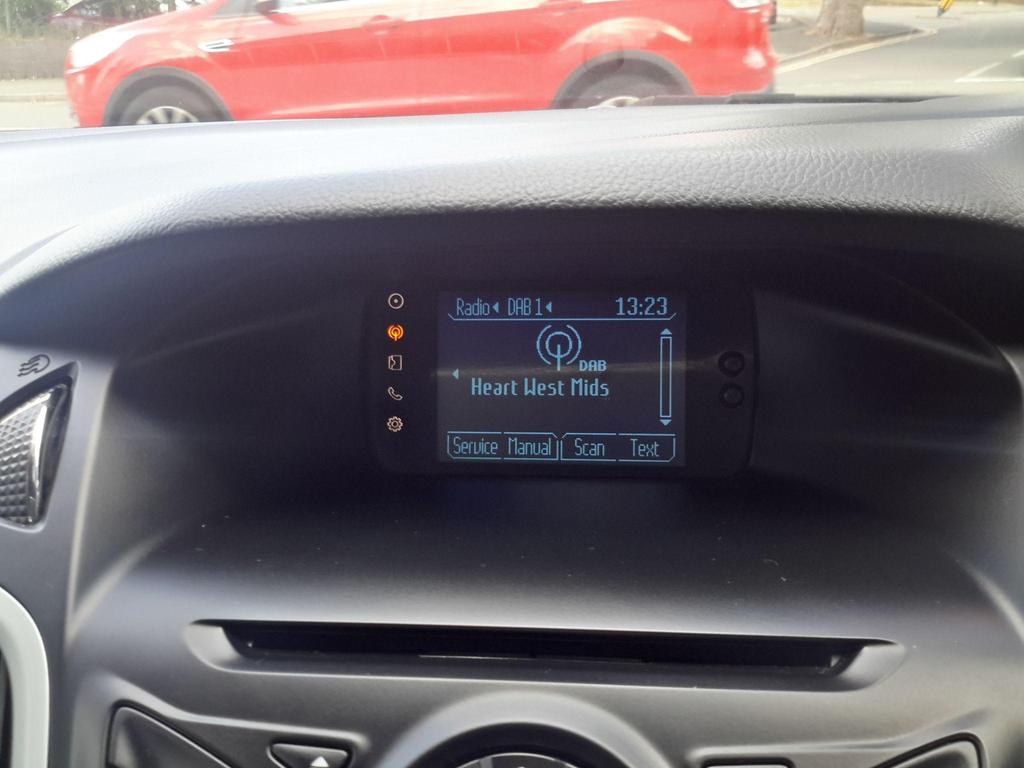 Radio DAB 1 13:23
DAB
Heart West Mids
Service Manual Scan Text